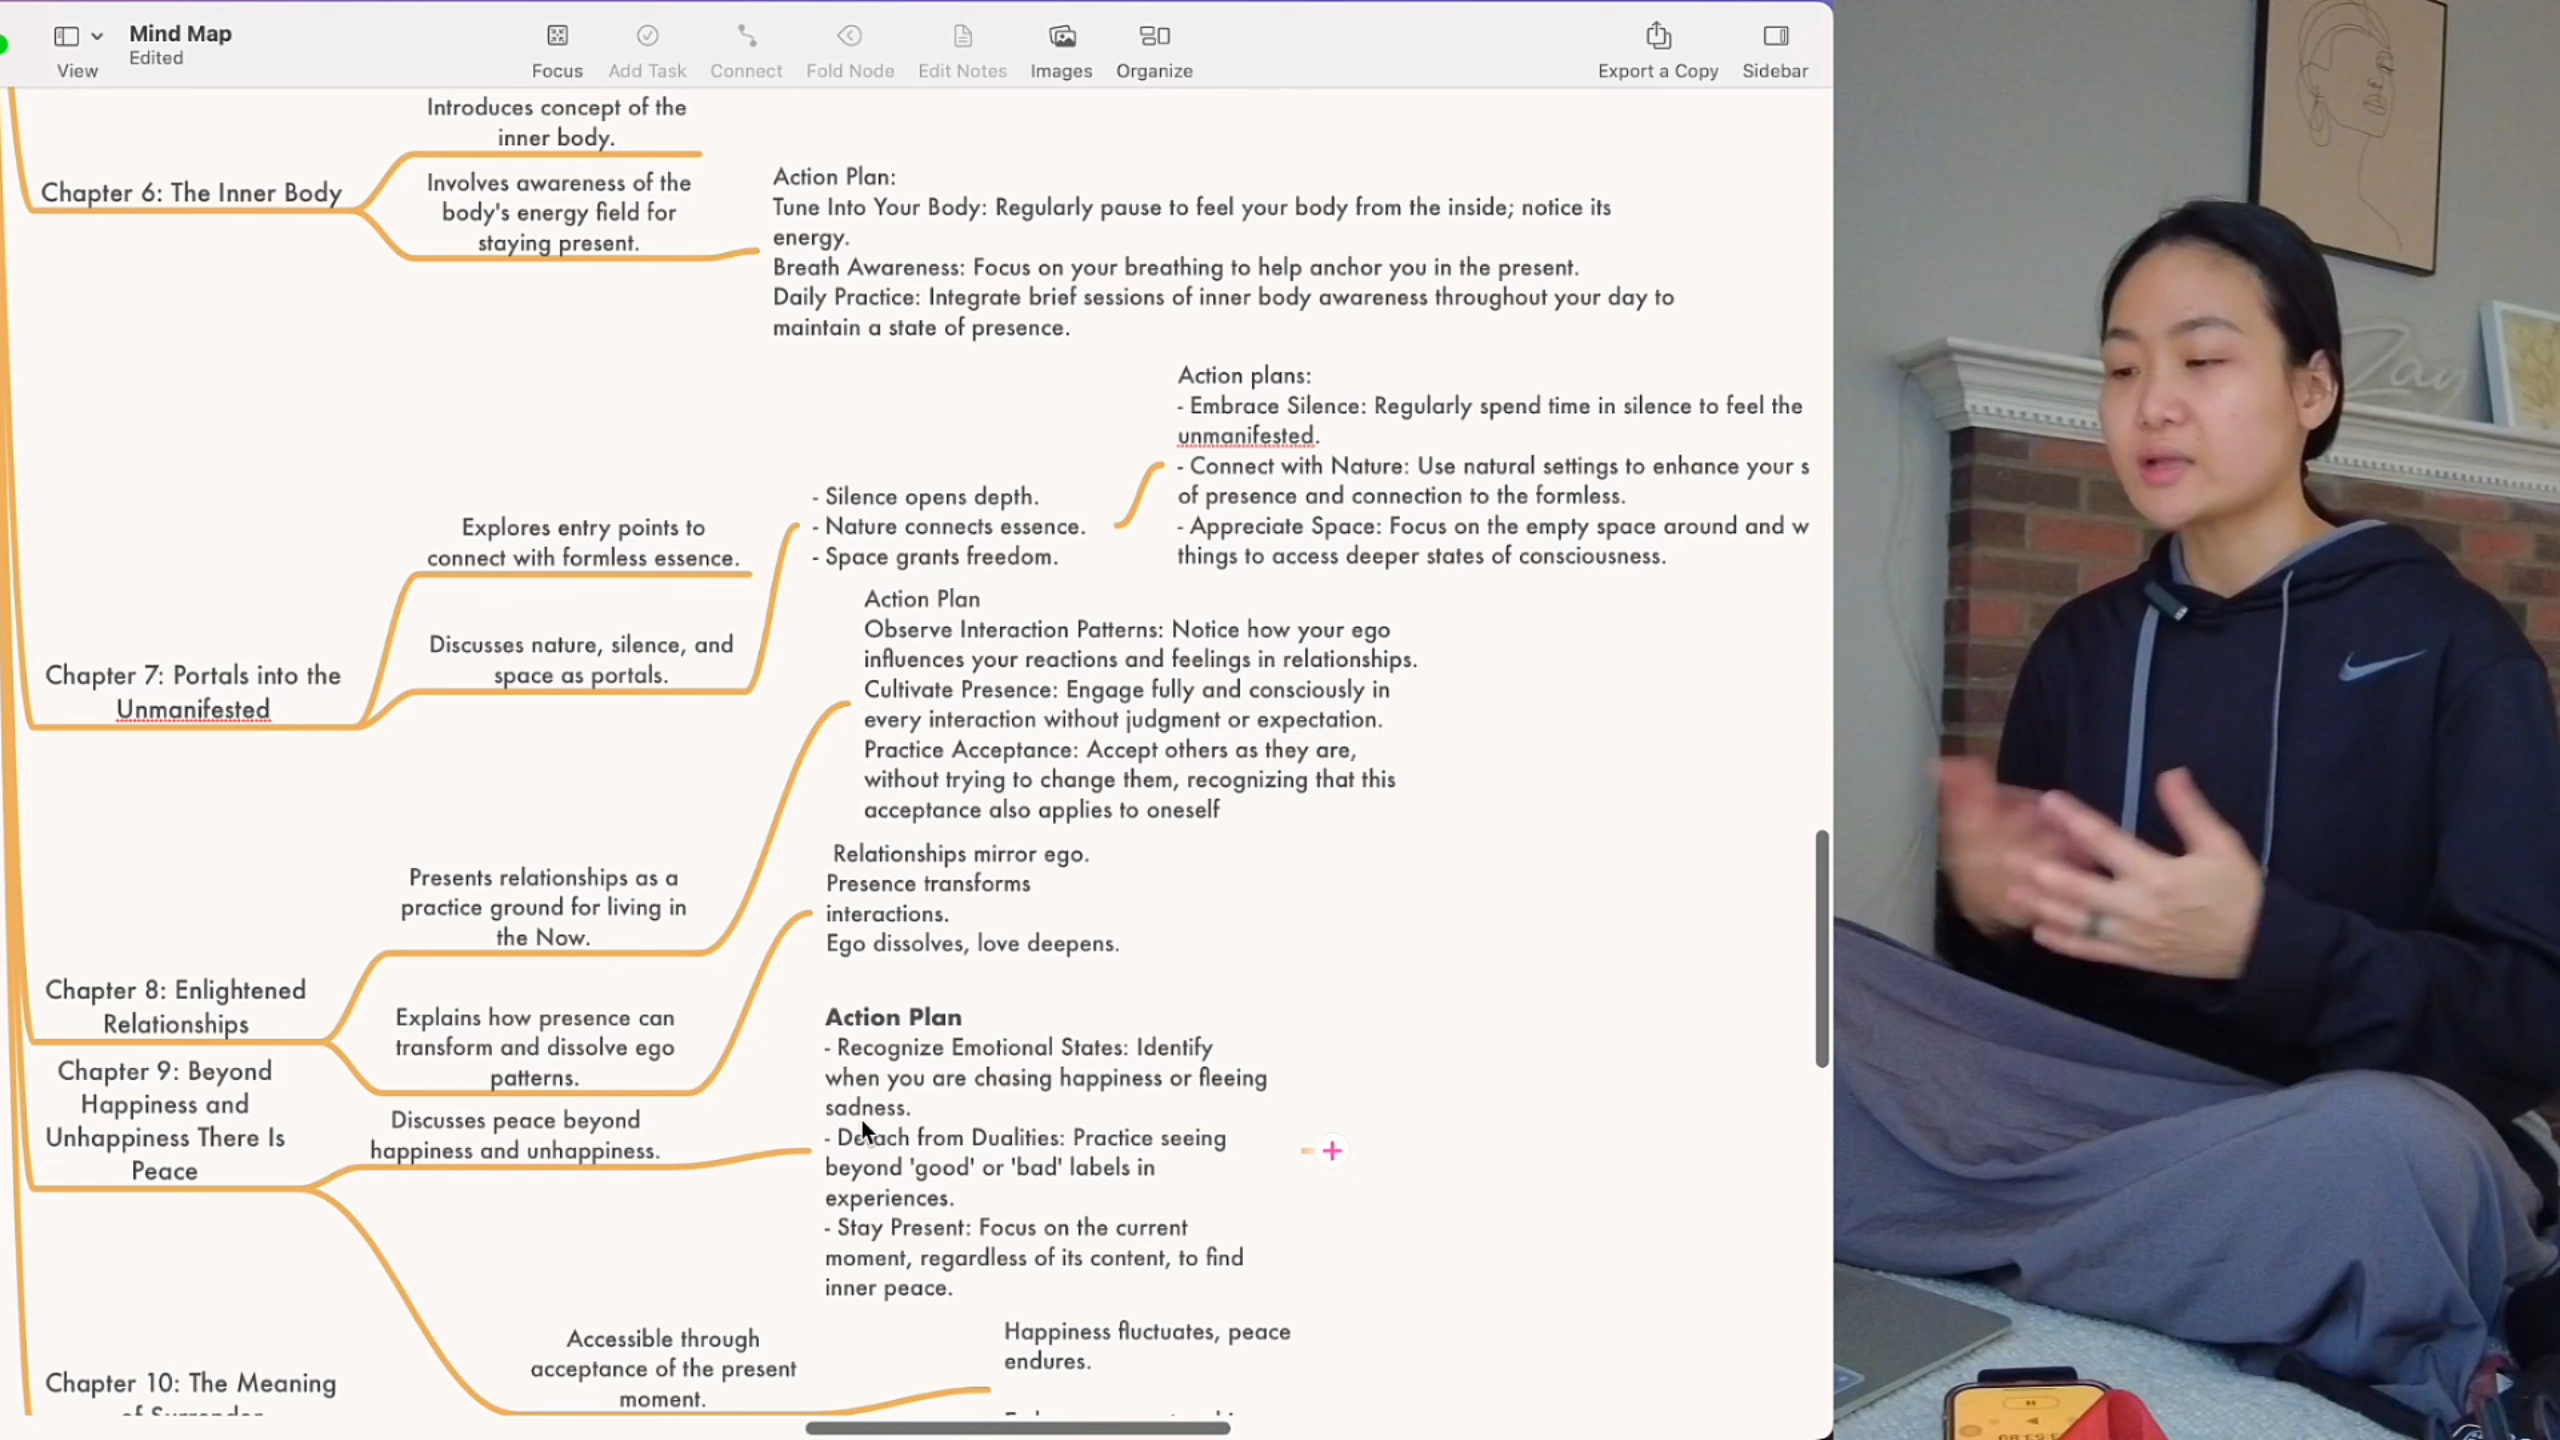 Mind Map
Edited
View
Focus
Add Task
Connect
Fold Node
Edit Notes
Images
Organize
Export a Copy
Sidebar
Introduces concept of the
inner body.
Chapter 6: The Inner Body
Involves awareness of the
body's energy field for
staying present.
Action Plan:
Tune Into Your Body: Regularly pause to feel your body from the inside; notice its
energy.
Breath Awareness: Focus on your breathing to help anchor you in the present.
Daily Practice: Integrate brief sessions of inner body awareness throughout your day to
maintain a state of presence.
Chapter 7: Portals into the
Unmanifested
Explores entry points to
connect with formless essence.
Discusses nature, silence, and
space as portals.
- Silence opens depth.
- Nature connects essence.
- Space grants freedom.
Action plans:
- Embrace Silence: Regularly spend time in silence to feel the
unmanifested.
- Connect with Nature: Use natural settings to enhance your s
of presence and connection to the formless.
- Appreciate Space: Focus on the empty space around and w
things to access deeper states of consciousness.
Chapter 8: Enlightened
Relationships
Presents relationships as a
practice ground for living in
the Now.
Action Plan
Observe Interaction Patterns: Notice how your ego
influences your reactions and feelings in relationships.
Cultivate Presence: Engage fully and consciously in
every interaction without judgment or expectation.
Practice Acceptance: Accept others as they are,
without trying to change them, recognizing that this
acceptance also applies to oneself
Explains how presence can
transform and dissolve ego
patterns.
Relationships mirror ego.
Presence transforms
interactions.
Ego dissolves, love deepens.
Chapter 9: Beyond
Happiness and
Unhappiness There Is
Peace
Discusses peace beyond
happiness and unhappiness.
Action Plan
- Recognize Emotional States: Identify
when you are chasing happiness or fleeing
sadness.
- Detach from Dualities: Practice seeing
beyond 'good' or 'bad' labels in
experiences.
- Stay Present: Focus on the current
moment, regardless of its content, to find
inner peace.
Accessible through
acceptance of the present
moment.
Happiness fluctuates, peace
endures.
Chapter 10: The Meaning
of Surrender